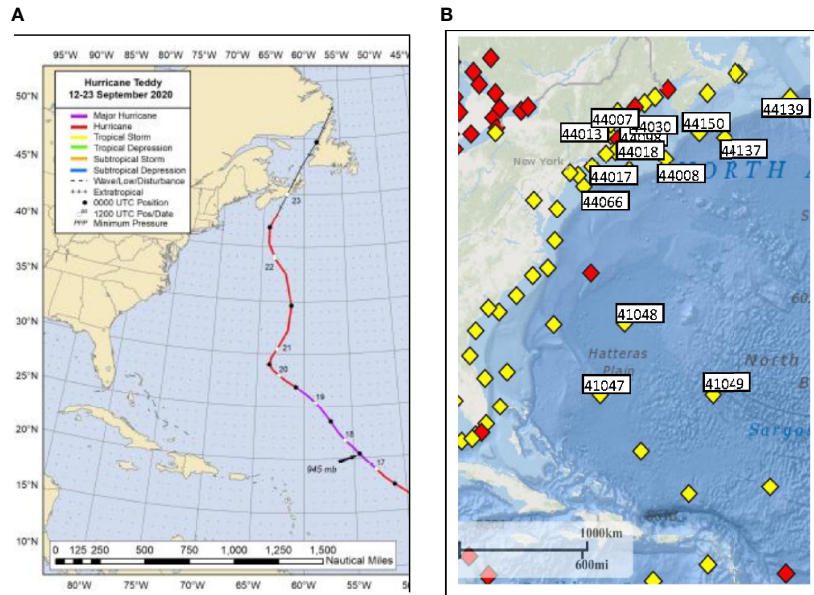 A
B
95°W 90°W 85°W 80°W 75°W 70°W 65°W 60°W 55°W 50°W 45°W
Hurricane Teddy
12-23 September 2020
Major Hurricane
Hurricane
Tropical Storm
Tropical Depression
Subtropical Storm
Subtropical Depression
Wave/Low/Disturbance
Extratropical
0000 UTC Position
1200 UTC Pos/Date
PPP Minimum Pressure
50°N
45°N
40°N
35°N
30°N
25°N
20°N
15°N
10°N
23
22
21
20
19
18
17
945 mb
0 125 250 500 750 1,000 1,250 1,500
Nautical Miles
80°W 75°W 70°W 65°W 60°W 55°W
44139
44007
44030
44150
44013
44018
44137
New York
NORTH A
44017
44008
44066
S
60
41048
Hatteras
Plain
North
B
41047
41049
Sargo
1000km
600mi